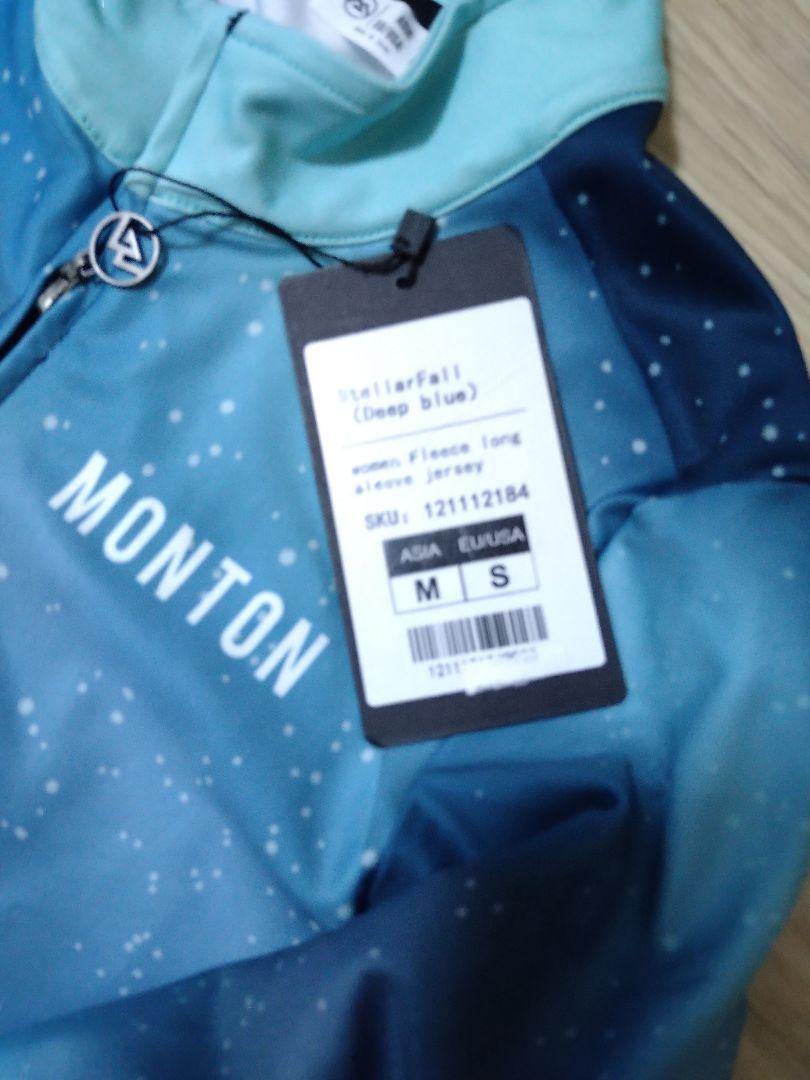 StellarFall
(Deep blue)
women Fleece long
sleeve jersey
SKU: 121112184
ASIA EU/USA
M S
MONTON